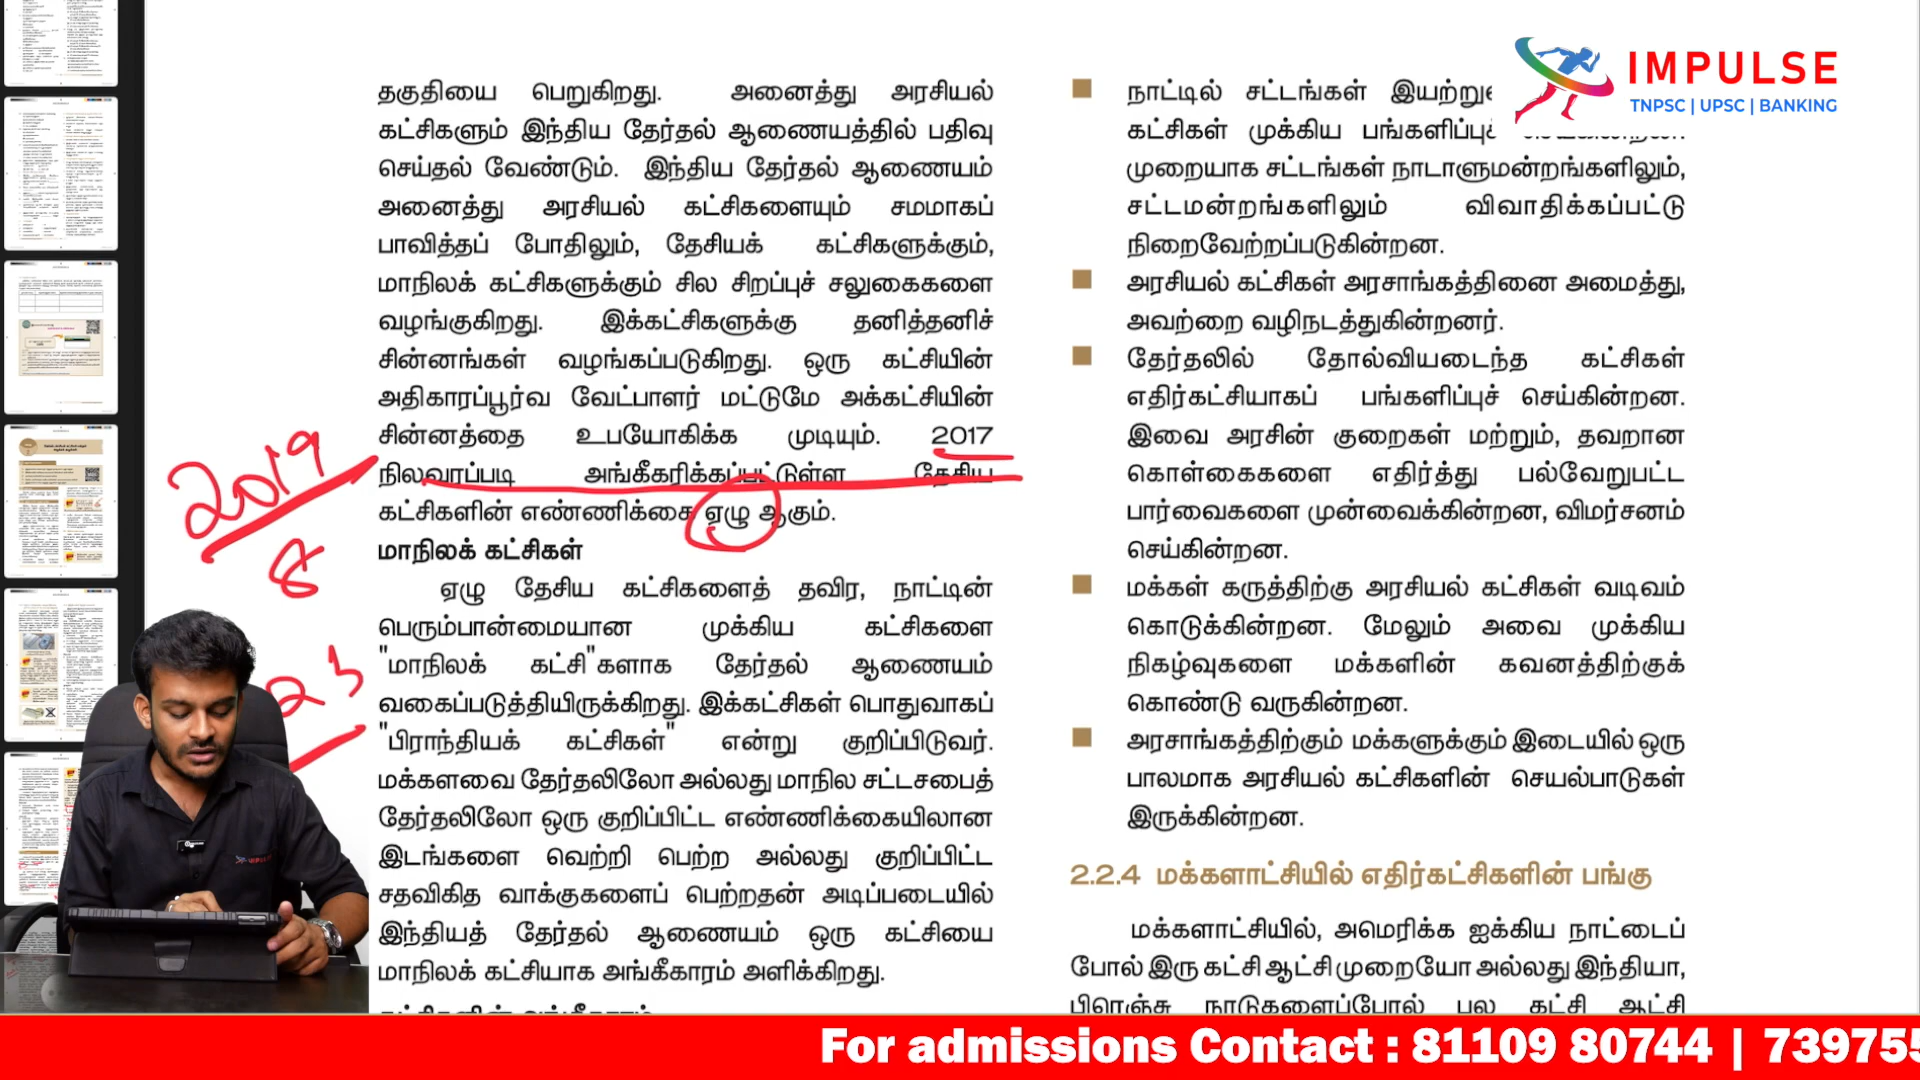 தகுதியை பெறுகிறது. அனைத்து அரசியல்
கட்சிகளும் இந்திய தேர்தல் ஆணையத்தில் பதிவு
செய்தல் வேண்டும். இந்திய தேர்தல் ஆணையம்
அனைத்து அரசியல் கட்சிகளையும் சமமாகப்
பாவித்தப் போதிலும், தேசியக் கட்சிகளுக்கும்,
மாநிலக் கட்சிகளுக்கும் சில சிறப்புச் சலுகைகளை
வழங்குகிறது. இக்கட்சிகளுக்கு தனித்தனிச்
சின்னங்கள் வழங்கப்படுகிறது. ஒரு கட்சியின்
அதிகாரப்பூர்வ வேட்பாளர் மட்டுமே அக்கட்சியின்
சின்னத்தை உபயோகிக்க முடியும். 2017
நிலவரப்படி அங்கீகரிக்கப்பட்டுள்ள தேசிய
கட்சிகளின் எண்ணிக்கை ஏழு ஆகும்.
மாநிலக் கட்சிகள்
ஏழு தேசிய கட்சிகளைத் தவிர, நாட்டின்
பெரும்பான்மையான முக்கிய கட்சிகளை
"மாநிலக் கட்சி"களாக தேர்தல் ஆணையம்
வகைப்படுத்தியிருக்கிறது. இக்கட்சிகள் பொதுவாகப்
"பிராந்தியக் கட்சிகள்" என்று குறிப்பிடுவர்.
மக்களவை தேர்தலிலோ அல்லது மாநில சட்டசபைத்
தேர்தலிலோ ஒரு குறிப்பிட்ட எண்ணிக்கையிலான
இடங்களை வெற்றி பெற்ற அல்லது குறிப்பிட்ட
சதவிகித வாக்குகளைப் பெற்றதன் அடிப்படையில்
இந்தியத் தேர்தல் ஆணையம் ஒரு கட்சியை
மாநிலக் கட்சியாக அங்கீகாரம் அளிக்கிறது.
2019
8
23
நாட்டில் சட்டங்கள்
கட்சிகள் முக்கிய
முறையாக சட்டங்கள் நாடாளுமன்றங்களிலும்,
சட்டமன்றங்களிலும் விவாதிக்கப்பட்டு
நிறைவேற்றப்படுகின்றன.
அரசியல் கட்சிகள் அரசாங்கத்தினை அமைத்து,
அவற்றை வழிநடத்துகின்றனர்.
தேர்தலில் தோல்வியடைந்த கட்சிகள்
எதிர்கட்சியாகப் பங்களிப்புச் செய்கின்றன.
இவை அரசின் குறைகள் மற்றும், தவறான
கொள்கைகளை எதிர்த்து பல்வேறுபட்ட
பார்வைகளை முன்வைக்கின்றன, விமர்சனம்
செய்கின்றன.
மக்கள் கருத்திற்கு அரசியல் கட்சிகள் வடிவம்
கொடுக்கின்றன. மேலும் அவை முக்கிய
நிகழ்வுகளை மக்களின் கவனத்திற்குக்
கொண்டு வருகின்றன.
அரசாங்கத்திற்கும் மக்களுக்கும் இடையில் ஒரு
பாலமாக அரசியல் கட்சிகளின் செயல்பாடுகள்
இருக்கின்றன.
2.2.4 மக்களாட்சியில் எதிர்கட்சிகளின் பங்கு
மக்களாட்சியில், அமெரிக்க ஐக்கிய நாட்டைப்
போல் இரு கட்சி ஆட்சி முறையோ அல்லது இந்தியா,
பிரெஞ்சு நாடுகளைப்போல் பல கட்சி ஆட்சி
IMPULSE
TNPSC | UPSC | BANKING
For admissions Contact : 81109 80744 | 739755